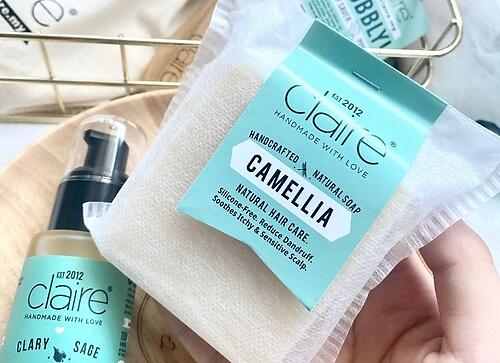 EST 2012
claire®
HANDMADE WITH LOVE
HANDCRAFTED NATURAL SOAP
CAMELLIA
NATURAL HAIR CARE.
Silicone-Free. Reduce Dandruff.
Soothes Itchy & Sensitive Scalp.
EST 2012
claire®
HANDMADE WITH LOVE
CLARY SAGE
claire